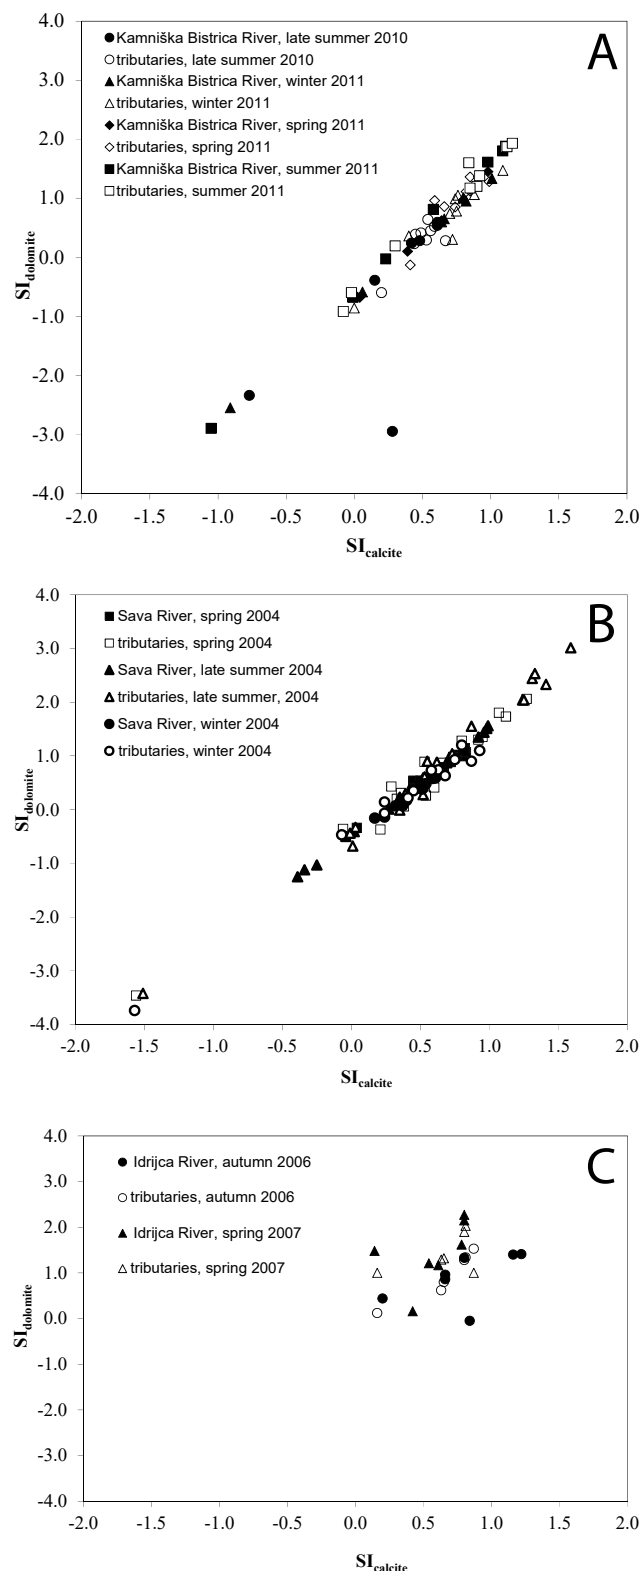 A
Kamniška Bistrica River, late summer 2010
tributaries, late summer 2010
Kamniška Bistrica River, winter 2011
tributaries, winter 2011
Kamniška Bistrica River, spring 2011
tributaries, spring 2011
Kamniška Bistrica River, summer 2011
tributaries, summer 2011
4.0
3.0
2.0
1.0
0.0
-1.0
-2.0
-3.0
-4.0
SIdolomite
-2.0 -1.5 -1.0 -0.5 0.0 0.5 1.0 1.5 2.0
SIcalcite
B
Sava River, spring 2004
tributaries, spring 2004
Sava River, late summer 2004
tributaries, late summer, 2004
Sava River, winter 2004
tributaries, winter 2004
4.0
3.0
2.0
1.0
0.0
-1.0
-2.0
-3.0
-4.0
SIdolomite
-2.0 -1.5 -1.0 -0.5 0.0 0.5 1.0 1.5 2.0
SIcalcite
C
Idrijca River, autumn 2006
tributaries, autumn 2006
Idrijca River, spring 2007
tributaries, spring 2007
4.0
3.0
2.0
1.0
0.0
-1.0
-2.0
-3.0
-4.0
SIdolomite
-2.0 -1.5 -1.0 -0.5 0.0 0.5 1.0 1.5 2.0
SIcalcite